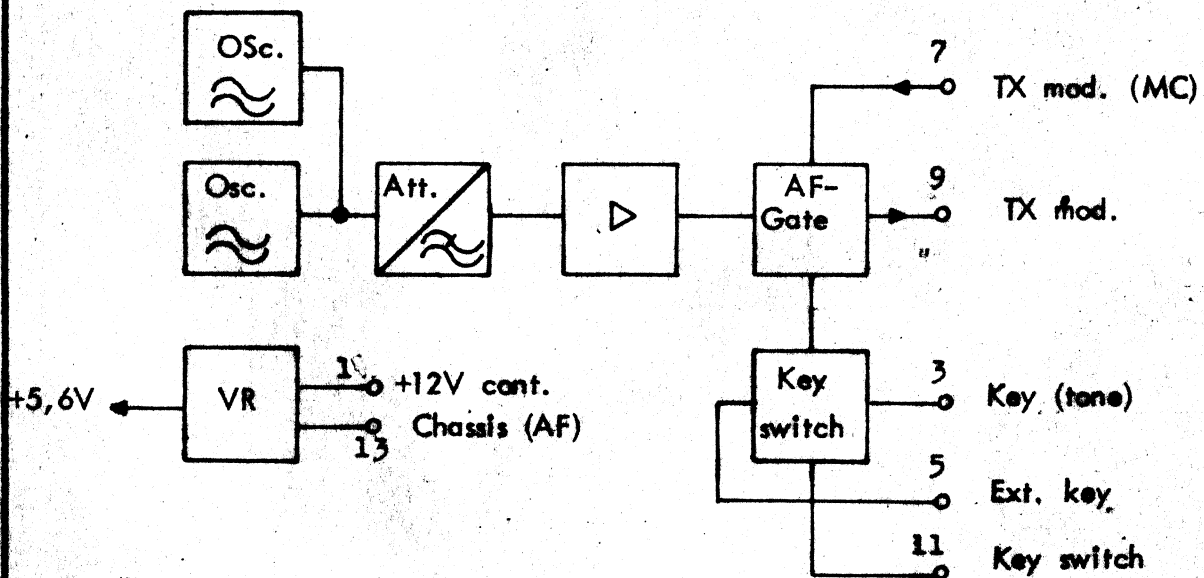 OSc.
7
TX mod. (MC)
Osc.
Att.
AF-
Gate
9
TX mod.
+5,6V
VR
1
+12V cont.
Chassis (AF)
13
Key
switch
3
Key (tone)
5
Ext. key
11
Key switch